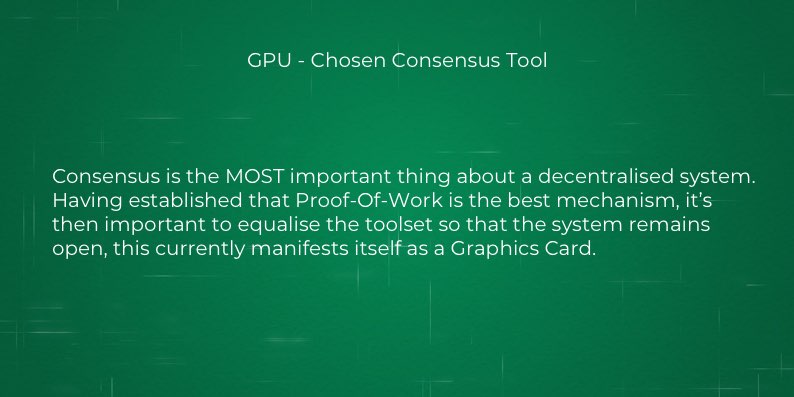 GPU - Chosen Consensus Tool
Consensus is the MOST important thing about a decentralised system.
Having established that Proof-Of-Work is the best mechanism, it’s
then important to equalise the toolset so that the system remains
open, this currently manifests itself as a Graphics Card.